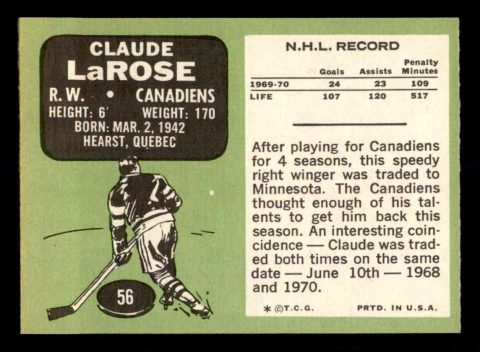 CLAUDE
LaROSE
R.W. • CANADIENS
HEIGHT: 6' WEIGHT: 170
BORN: MAR. 2, 1942
HEARST, QUEBEC
56
N.H.L. RECORD
Goals Assists Penalty Minutes
1969-70 24 23 109
LIFE 107 120 517
After playing for Canadiens
for 4 seasons, this speedy
right winger was traded to
Minnesota. The Canadiens
thought enough of his tal-
ents to get him back this
season. An interesting coin-
cidence — Claude was traded
both times on the same
date — June 10th — 1968
and 1970.
* © T.C.G. PRTD. IN U.S.A.